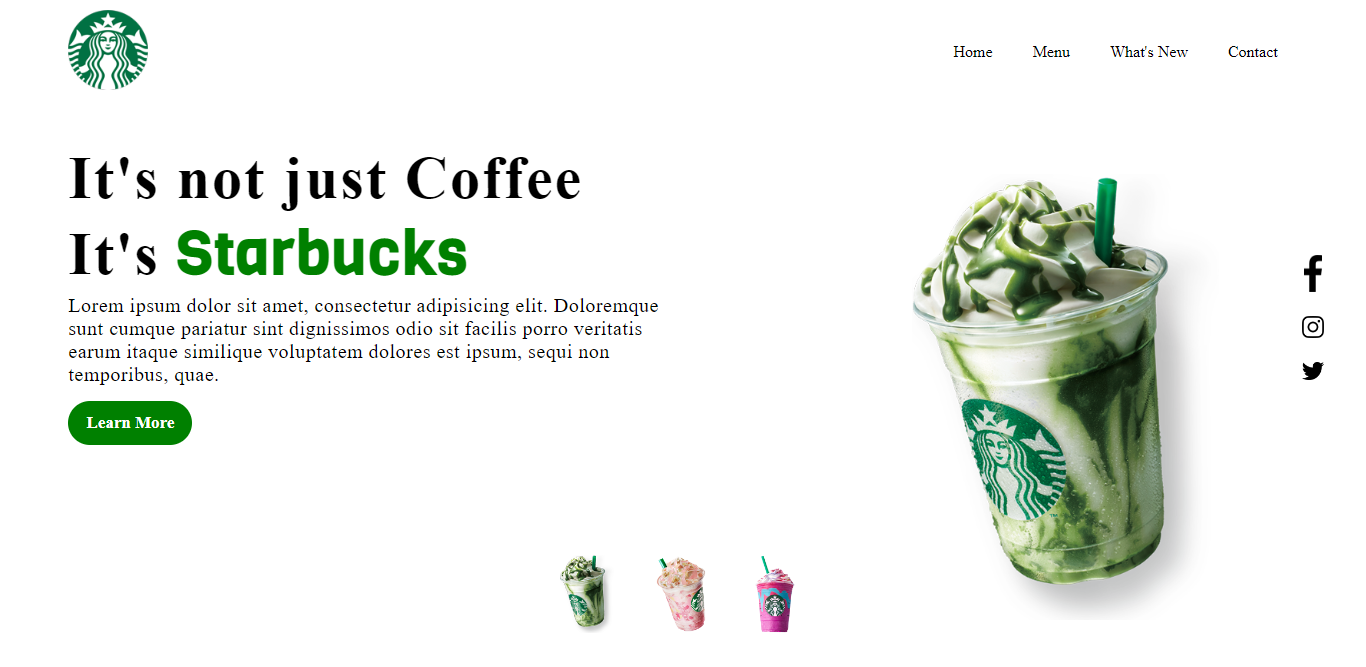 Home Menu What's New Contact
It's not just Coffee
It's Starbucks
Lorem ipsum dolor sit amet, consectetur adipisicing elit. Doloremque
sunt cumque pariatur sint dignissimos odio sit facilis porro veritatis
earum itaque similique voluptatem dolores est ipsum, sequi non
temporibus, quae.
Learn More